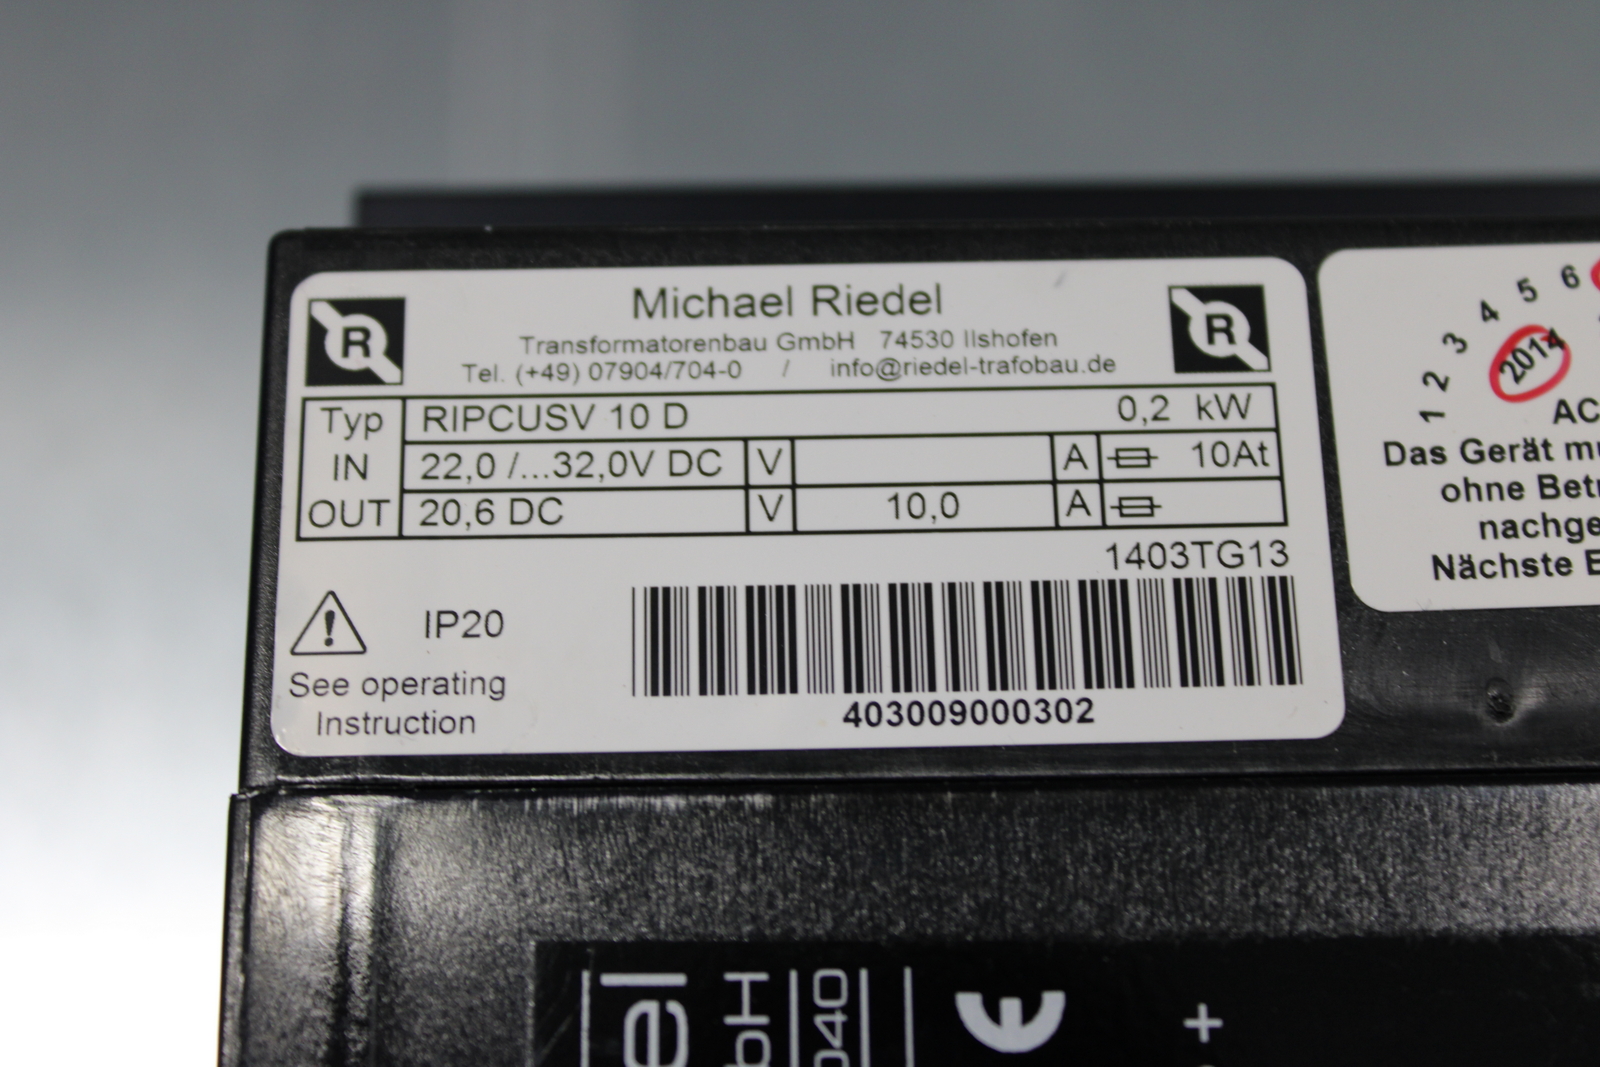 R
Michael Riedel
R
Transformatorenbau GmbH 74530 Ilshofen
Tel. (+49) 07904/704-0 / info@riedel-trafobau.de
Typ RIPCUSV 10 D 0,2 kW
IN 22,0 /...32,0V DC V A 10At
OUT 20,6 DC V 10,0 A
1403TG13
! IP20
See operating
Instruction
403009000302
1 2 3 4 5 6
2014
AC
Das Gerät
ohne
Nächste
CE
+